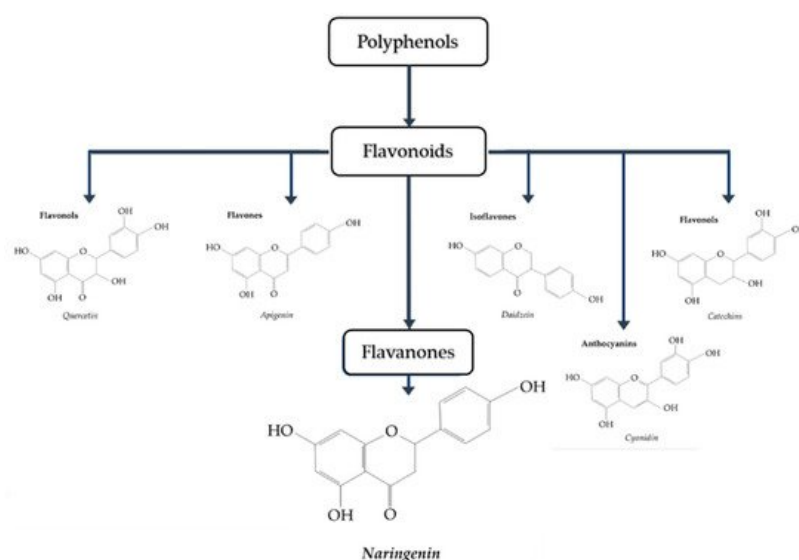 Polyphenols
Flavonoids
Flavonols
OH
OH
HO
O
OH
OH
O
Quercetin
Flavones
OH
HO
O
OH
O
Apigenin
Isoflavones
HO
O
O
OH
Daidzein
Flavonols
OH
HO
O
OH
OH
Catechins
Flavanones
OH
HO
O
OH
O
Naringenin
Anthocyanins
OH
OH
HO
O
OH
OH
Cyanidin